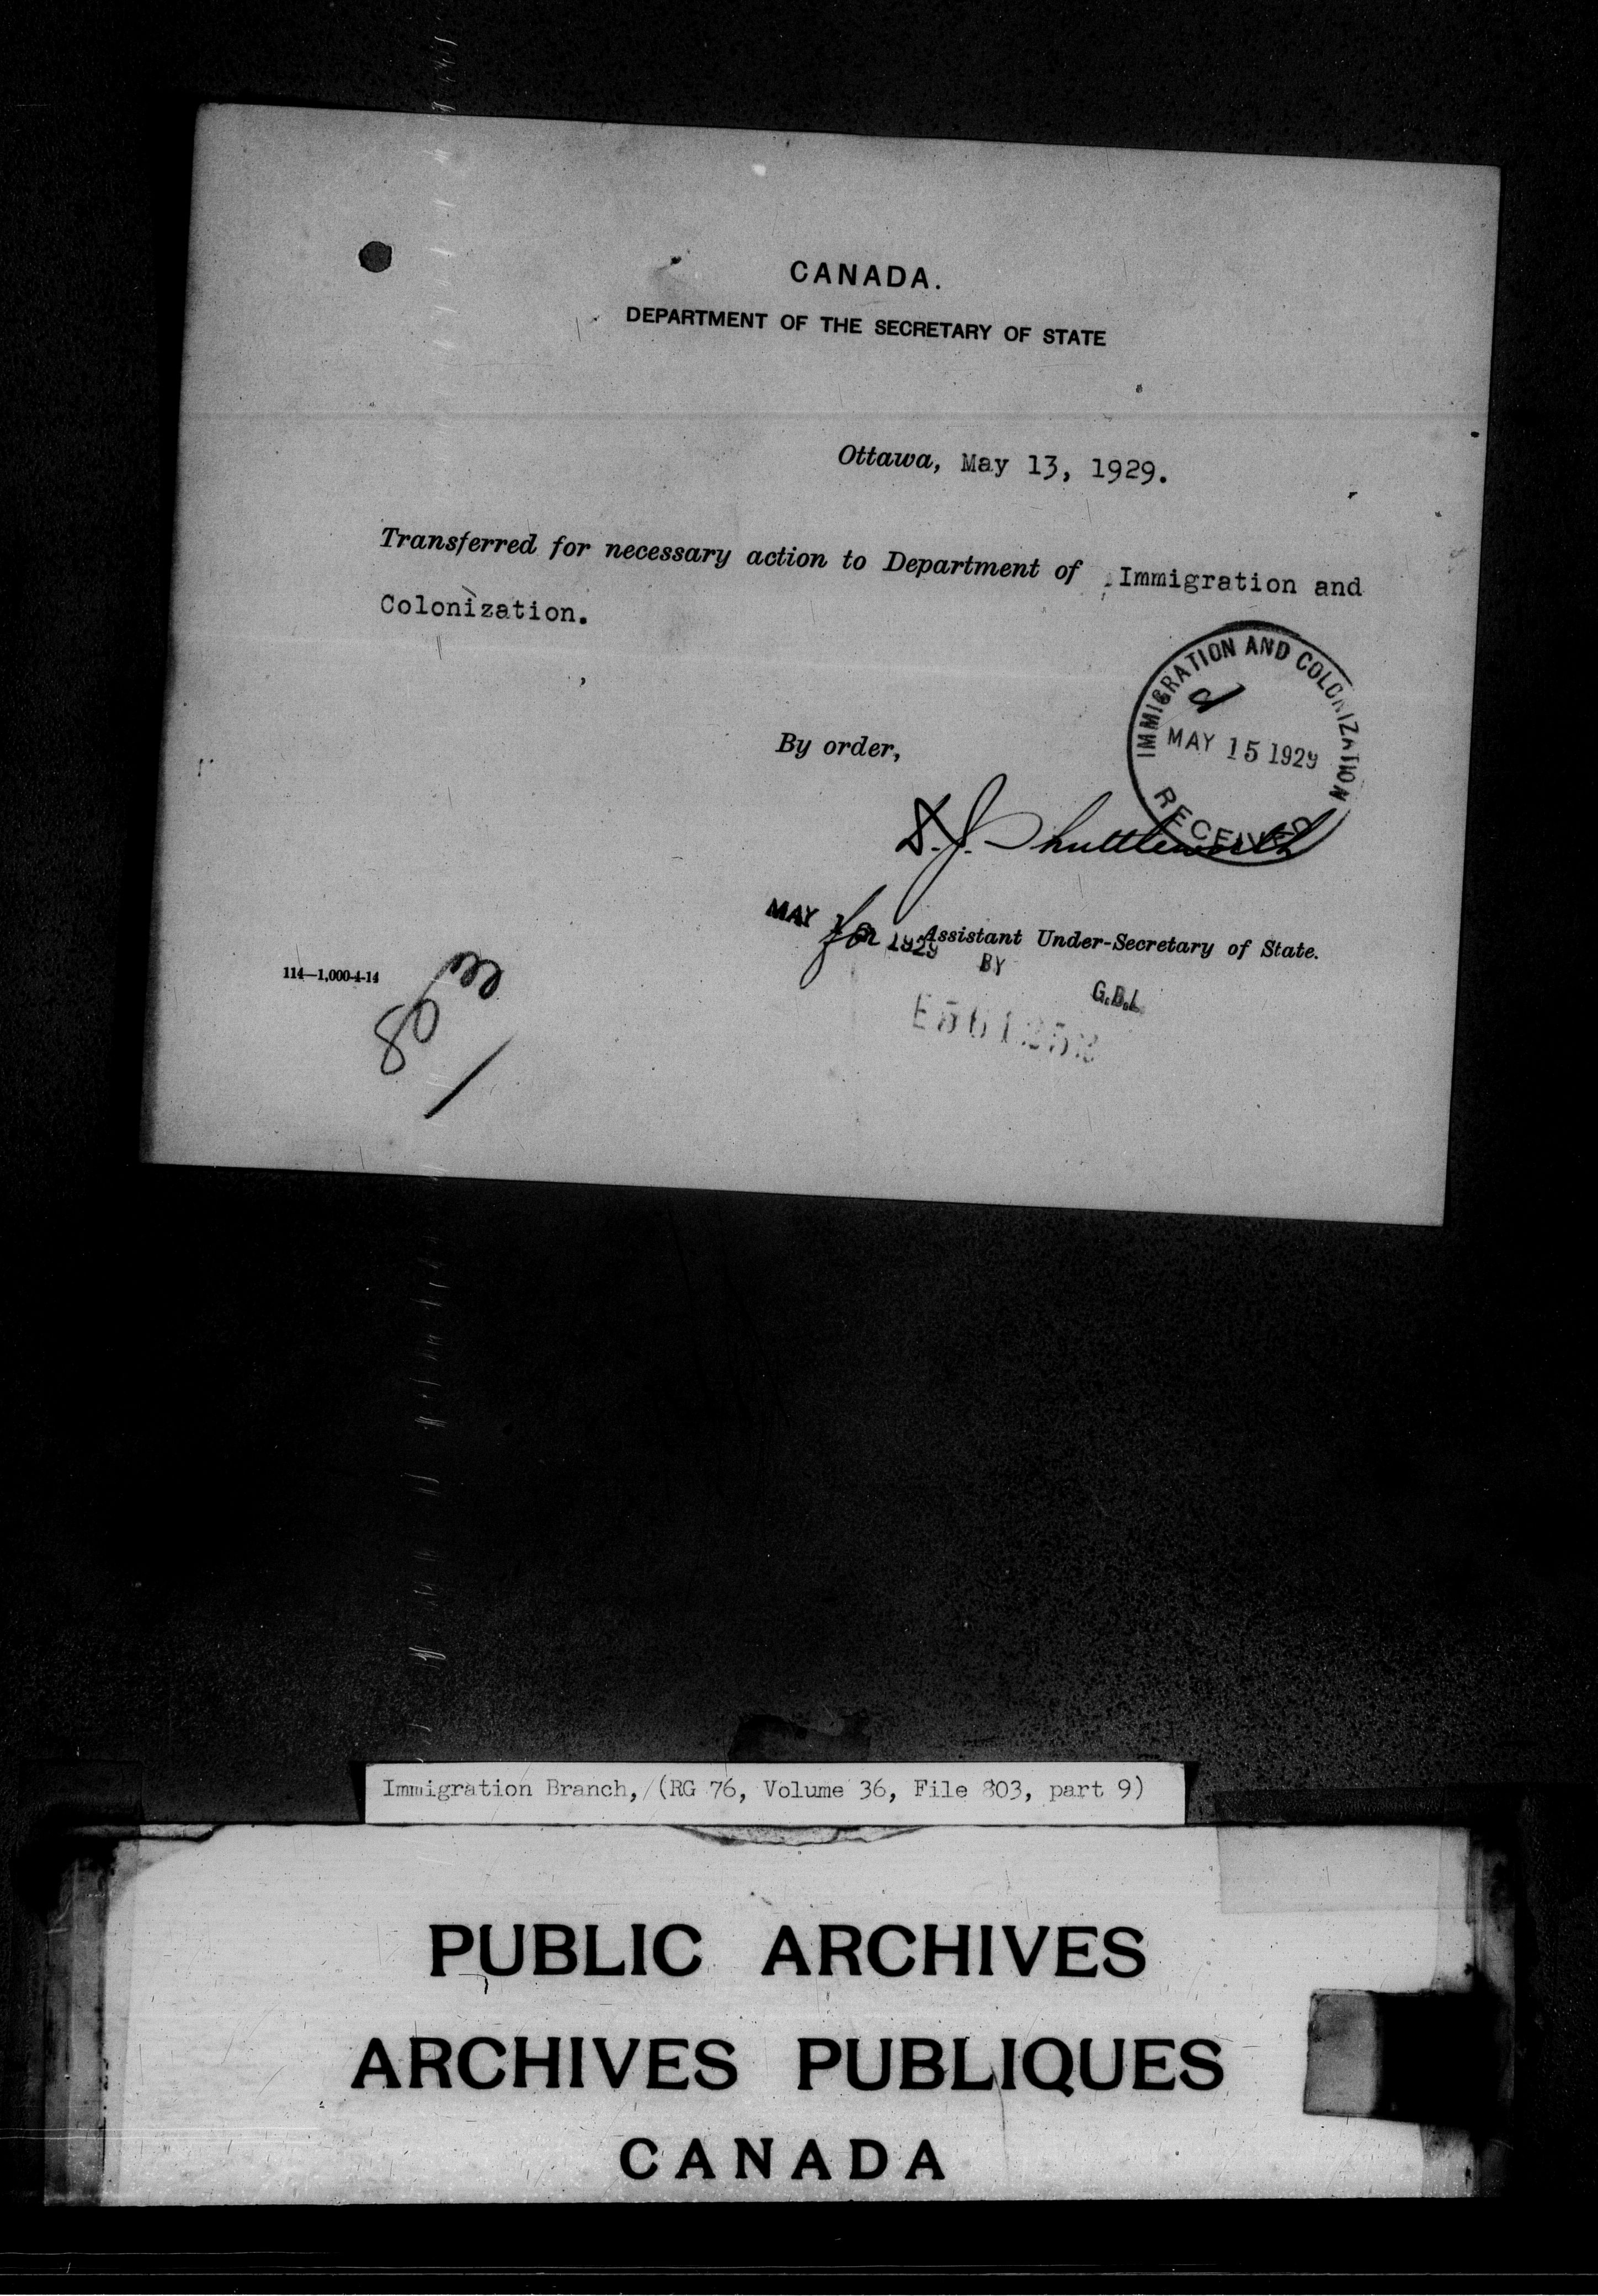 CANADA.
DEPARTMENT OF THE SECRETARY OF STATE
Ottawa, May 13, 1929.
Transferred for necessary action to Department of Immigration and
Colonization.
IMMIGRATION AND COLONIZATION
MAY 15 1929
RECEIVED
By order,
J. Shuttleworth
for
MAY 1929
Assistant Under-Secretary of State.
BY
G.B.L.
114—1,000-4-14
803
Immigration Branch, (RG 76, Volume 36, File 803, part 9)
PUBLIC ARCHIVES
ARCHIVES PUBLIQUES
CANADA